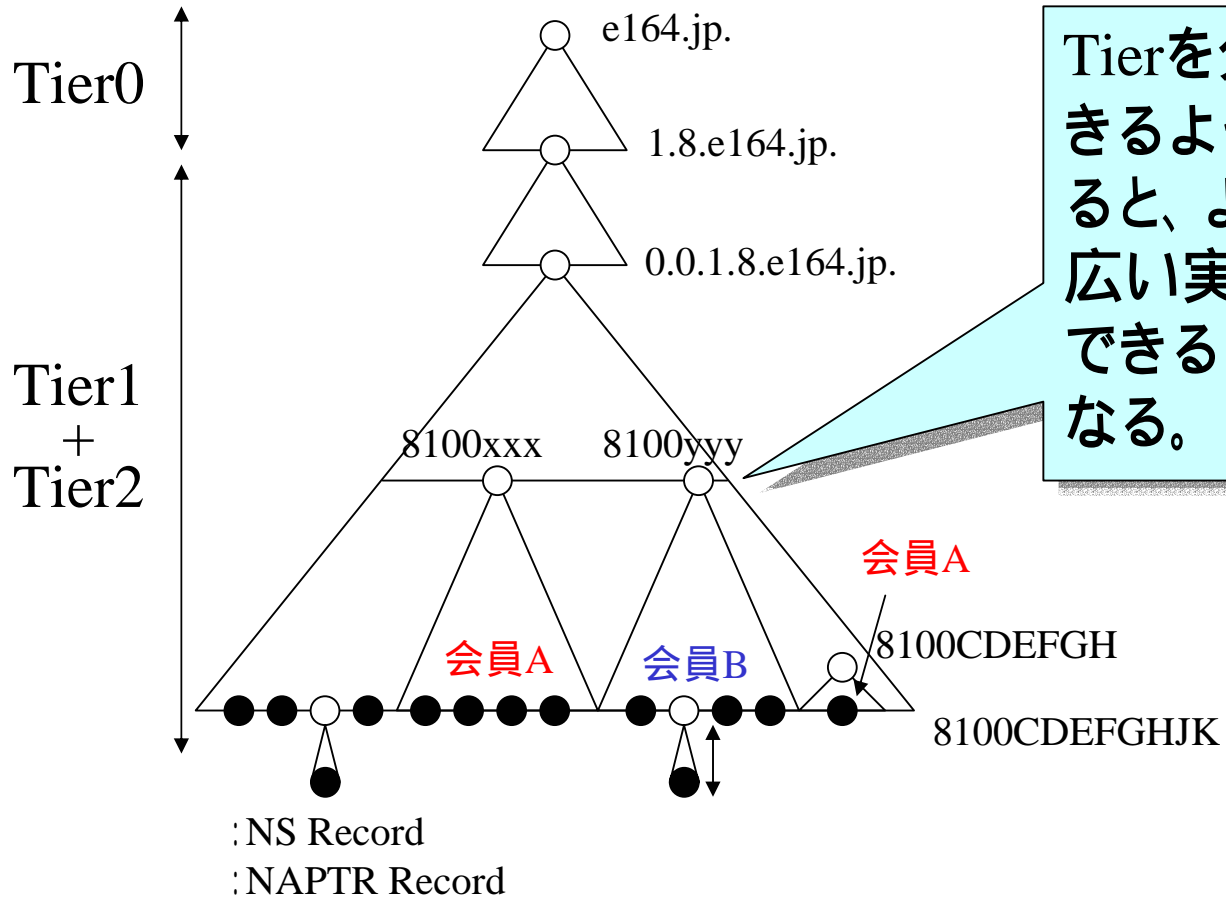 e164.jp.
Tier0
1.8.e164.jp.
0.0.1.8.e164.jp.
Tierを
きるよ
ると、
広い実
できる
なる。
Tier1
+
Tier2
8100xxx
8100yyy
会員A
会員A
会員B
8100CDEFGH
8100CDEFGHJK
: NS Record
: NAPTR Record